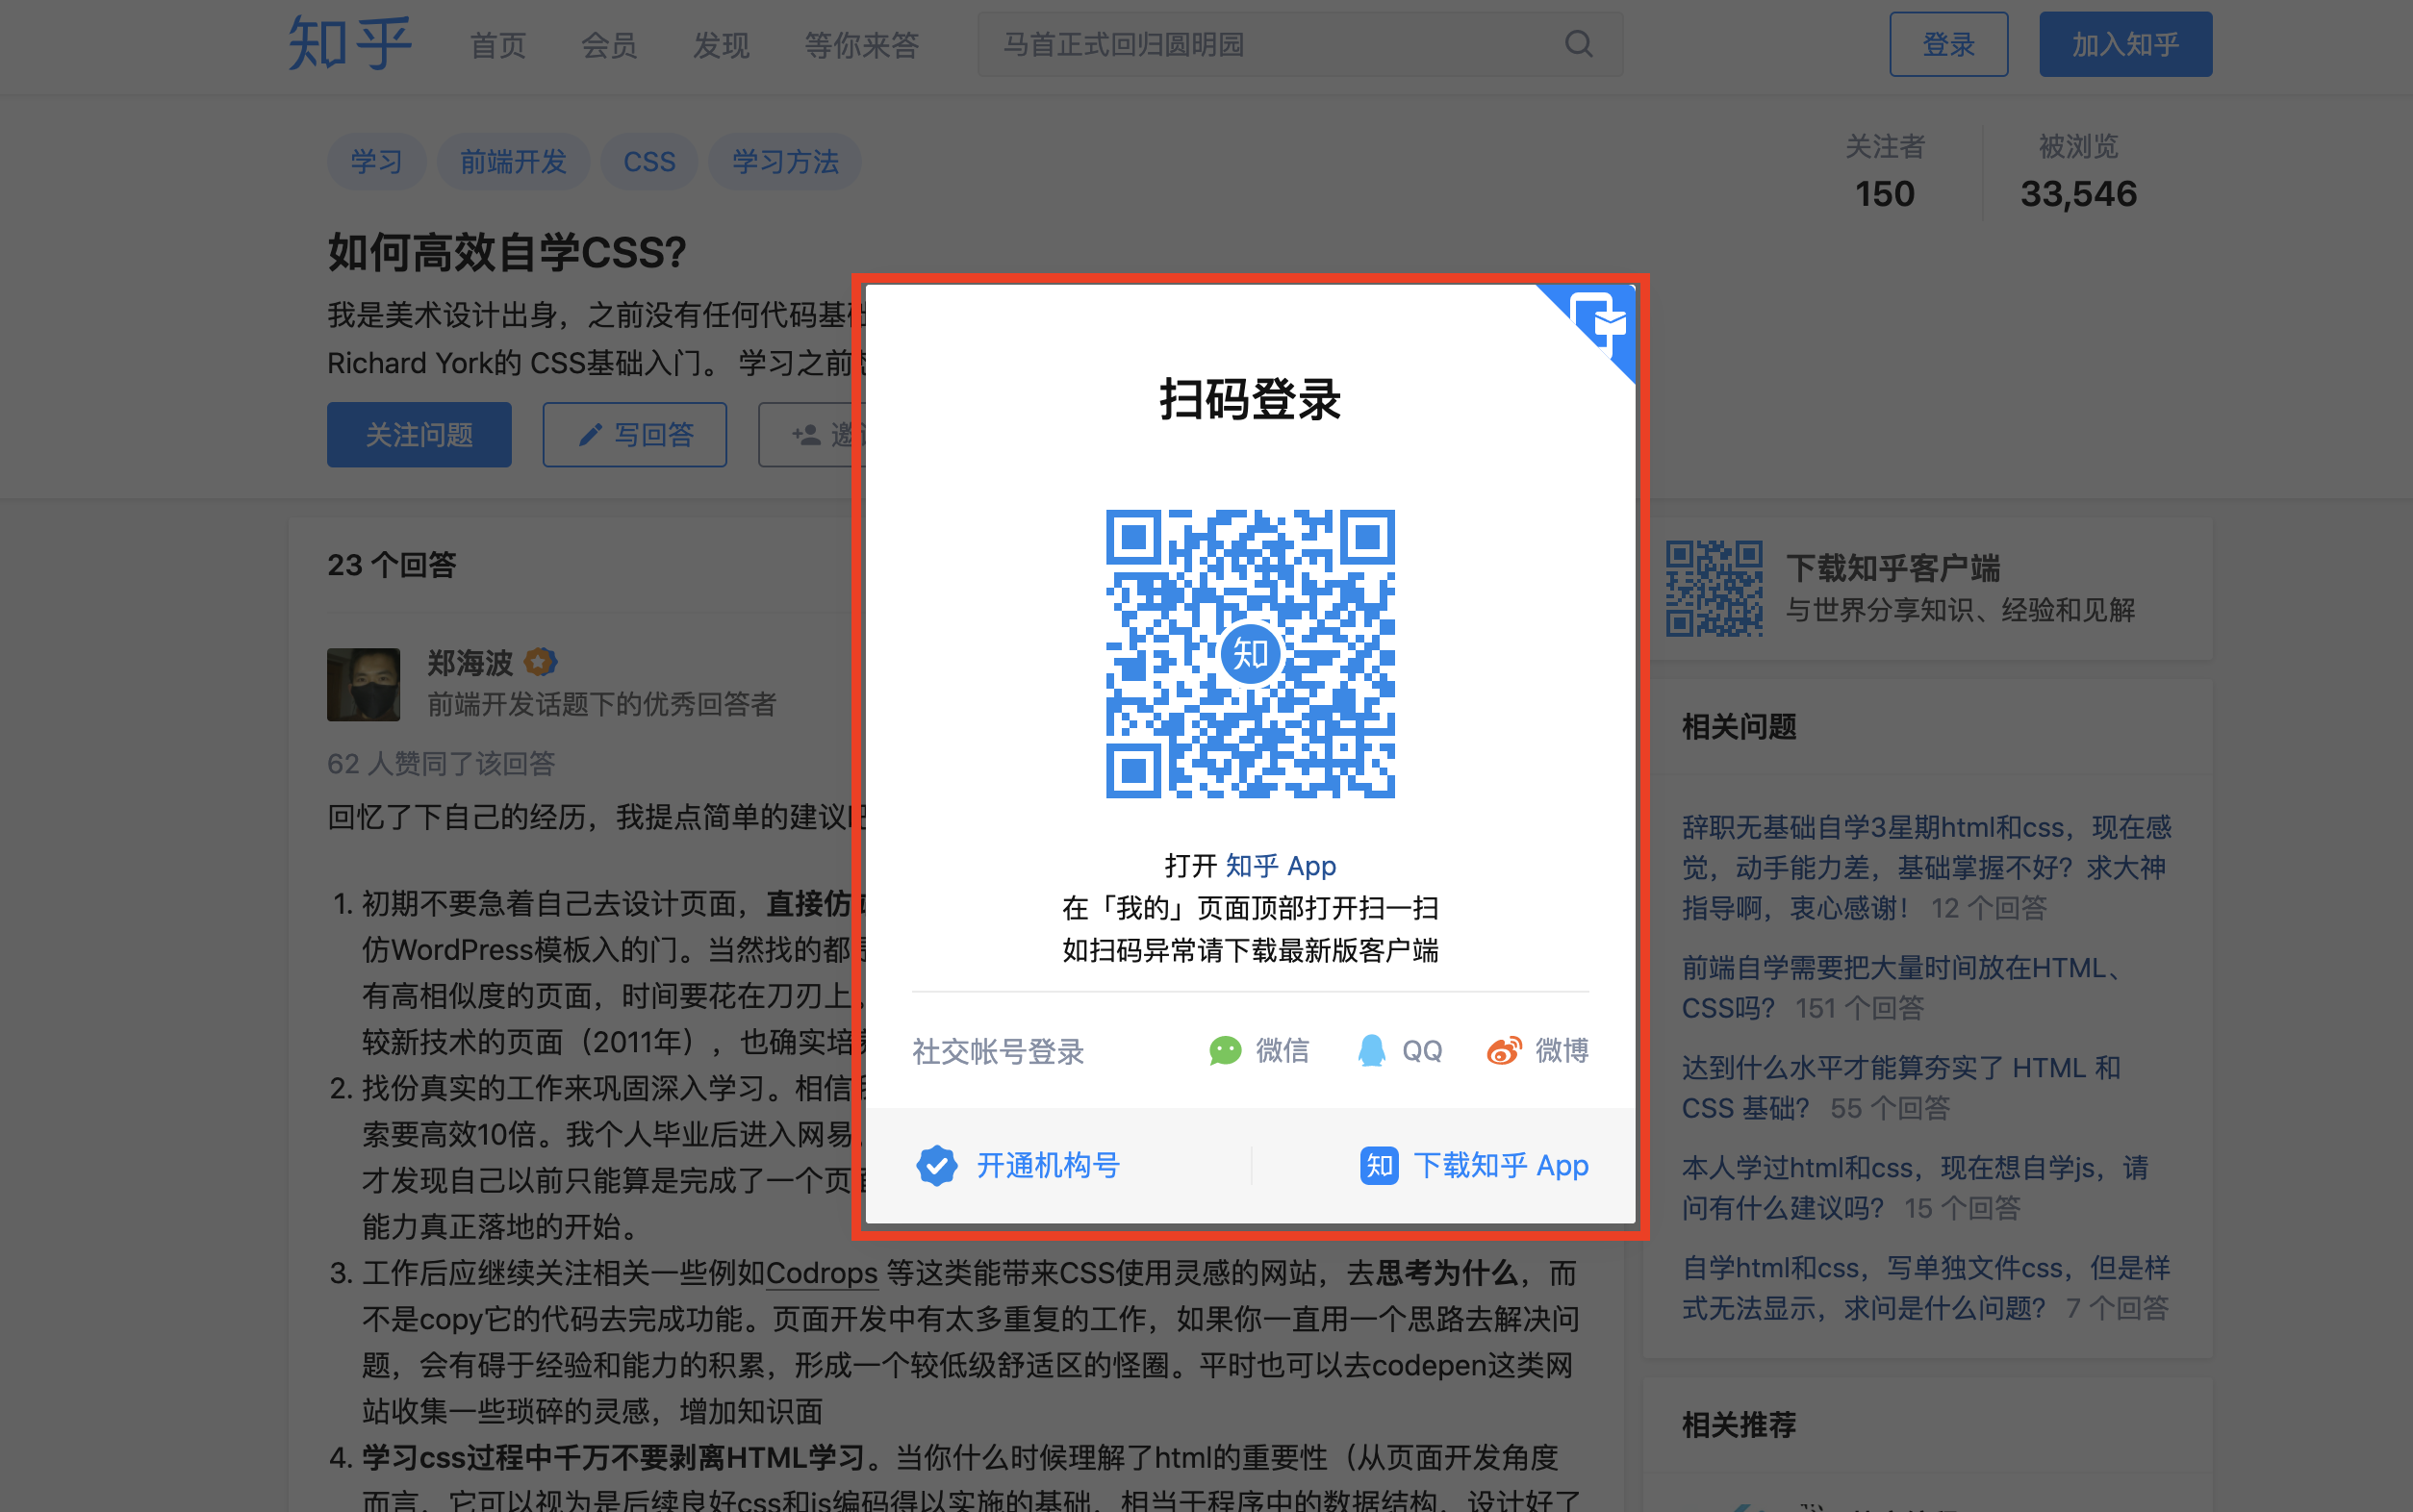 知乎
首页 会员 发现 等你来答
马首正式回归圆明园
登录
加入知乎
学习 前端开发 CSS 学习方法
关注者
150
被浏览
33,546
如何高效自学CSS?
我是美术设计出身，之前没有任何代码基
Richard York的 CSS基础入门。 学习之前
关注问题
写回答
23 个回答
郑海波
前端开发话题下的优秀回答者
62 人赞同了该回答
回忆了下自己的经历，我提点简单的建议
1. 初期不要急着自己去设计页面，直接仿
仿WordPress模板入的门。当然找的都
有高相似度的页面，时间要花在刀刃上
较新技术的页面（2011年），也确实培
2. 找份真实的工作来巩固深入学习。相信
索要高效10倍。我个人毕业后进入网易
才发现自己以前只能算是完成了一个页
能力真正落地的开始。
3. 工作后应继续关注相关一些例如Codrops 等这类能带来CSS使用灵感的网站，去思考为什么，而
不是copy它的代码去完成功能。页面开发中有太多重复的工作，如果你一直用一个思路去解决问
题，会有碍于经验和能力的积累，形成一个较低级舒适区的怪圈。平时也可以去codepen这类网
站收集一些琐碎的灵感，增加知识面
4. 学习css过程中千万不要剥离HTML学习。当你什么时候理解了html的重要性（从页面开发角度
而言，它可以视为是后续良好css和js编码得以实施的基础，相当于程序中的数据结构，设计好了
扫码登录
知
打开 知乎 App
在「我的」页面顶部打开扫一扫
如扫码异常请下载最新版客户端
社交帐号登录
微信 QQ 微博
开通机构号
知 下载知乎 App
下载知乎客户端
与世界分享知识、经验和见解
相关问题
辞职无基础自学3星期html和css，现在感
觉，动手能力差，基础掌握不好？求大神
指导啊，衷心感谢！ 12 个回答
前端自学需要把大量时间放在HTML、
CSS吗？ 151 个回答
达到什么水平才能算夯实了 HTML 和
CSS 基础？ 55 个回答
本人学过html和css，现在想自学js，请
问有什么建议吗？ 15 个回答
自学html和css，写单独文件css，但是样
式无法显示，求问是什么问题？ 7 个回答
相关推荐